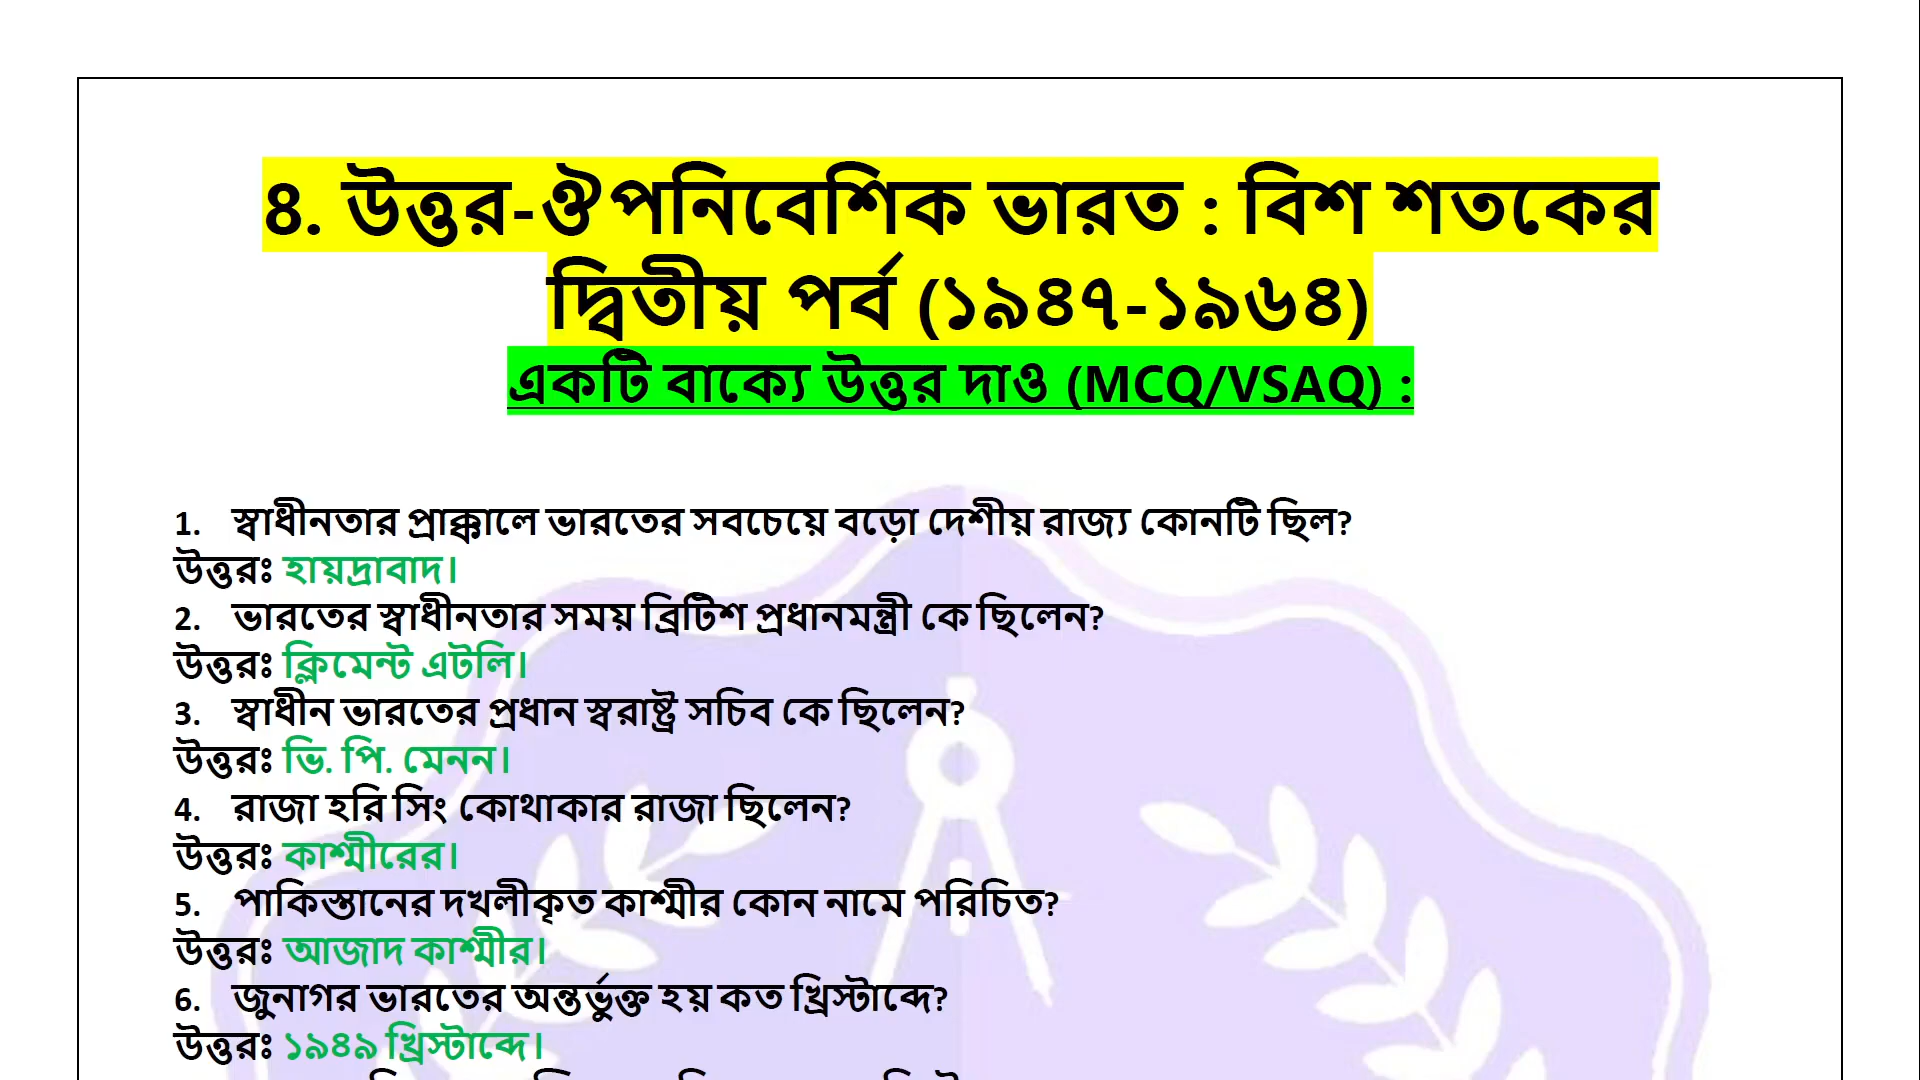 ৪. উত্তর-ঔপনিবেশিক ভারত : বিশ শতকের
দ্বিতীয় পর্ব (১৯৪৭-১৯৬৪)
একটি বাক্যে উত্তর দাও (MCQ/VSAQ) :
1. স্বাধীনতার প্রাক্কালে ভারতের সবচেয়ে বড়ো দেশীয় রাজ্য কোনটি ছিল?
উত্তরঃ হায়দ্রাবাদ।
2. ভারতের স্বাধীনতার সময় ব্রিটিশ প্রধানমন্ত্রী কে ছিলেন?
উত্তরঃ ক্লিমেন্ট এটলি।
3. স্বাধীন ভারতের প্রধান স্বরাষ্ট্র সচিব কে ছিলেন?
উত্তরঃ ভি. পি. মেনন।
4. রাজা হরি সিং কোথাকার রাজা ছিলেন?
উত্তরঃ কাশ্মীরের।
5. পাকিস্তানের দখলীকৃত কাশ্মীর কোন নামে পরিচিত?
উত্তরঃ আজাদ কাশ্মীর।
6. জুনাগর ভারতের অন্তর্ভুক্ত হয় কত খ্রিস্টাব্দে?
উত্তরঃ ১৯৪৯ খ্রিস্টাব্দে।